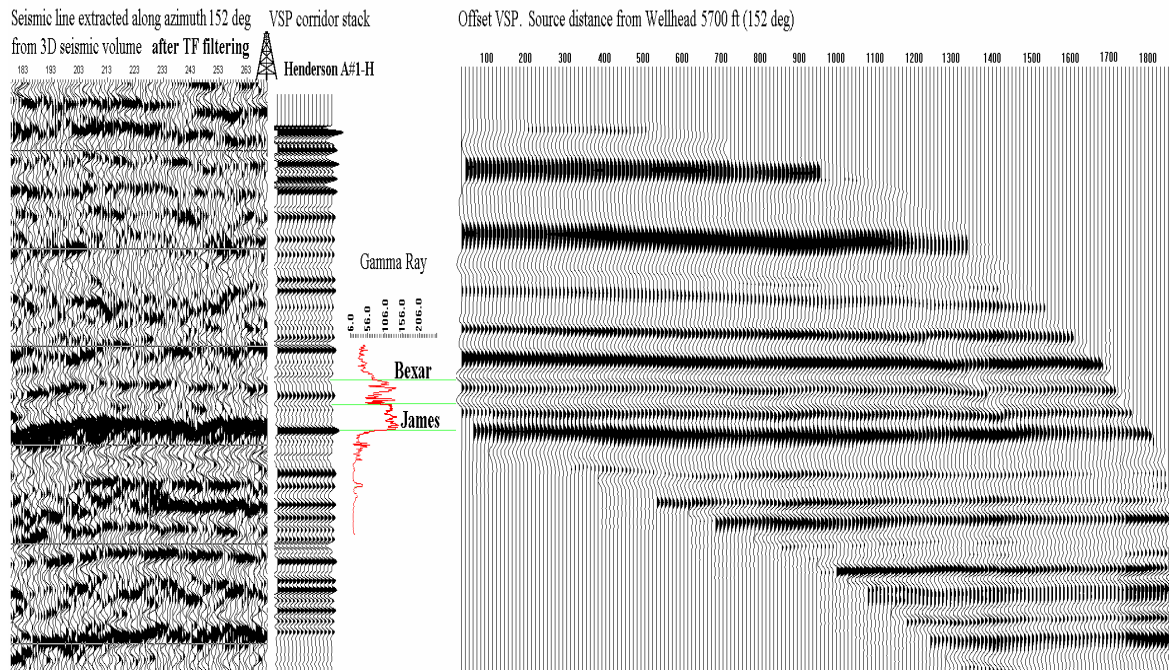 Seismic line extracted along azimuth 152 deg
from 3D seismic volume after TF filtering
183 193 203 213 223 233 243 253 263
VSP corridor stack
Henderson A#1-H
Offset VSP. Source distance from Wellhead 5700 ft (152 deg)
100 200 300 400 500 600 700 800 900 1000 1100 1200 1300 1400 1500 1600 1700 1800
Gamma Ray
6.0 56.0 106.0 156.0 206.0
Bexar
James